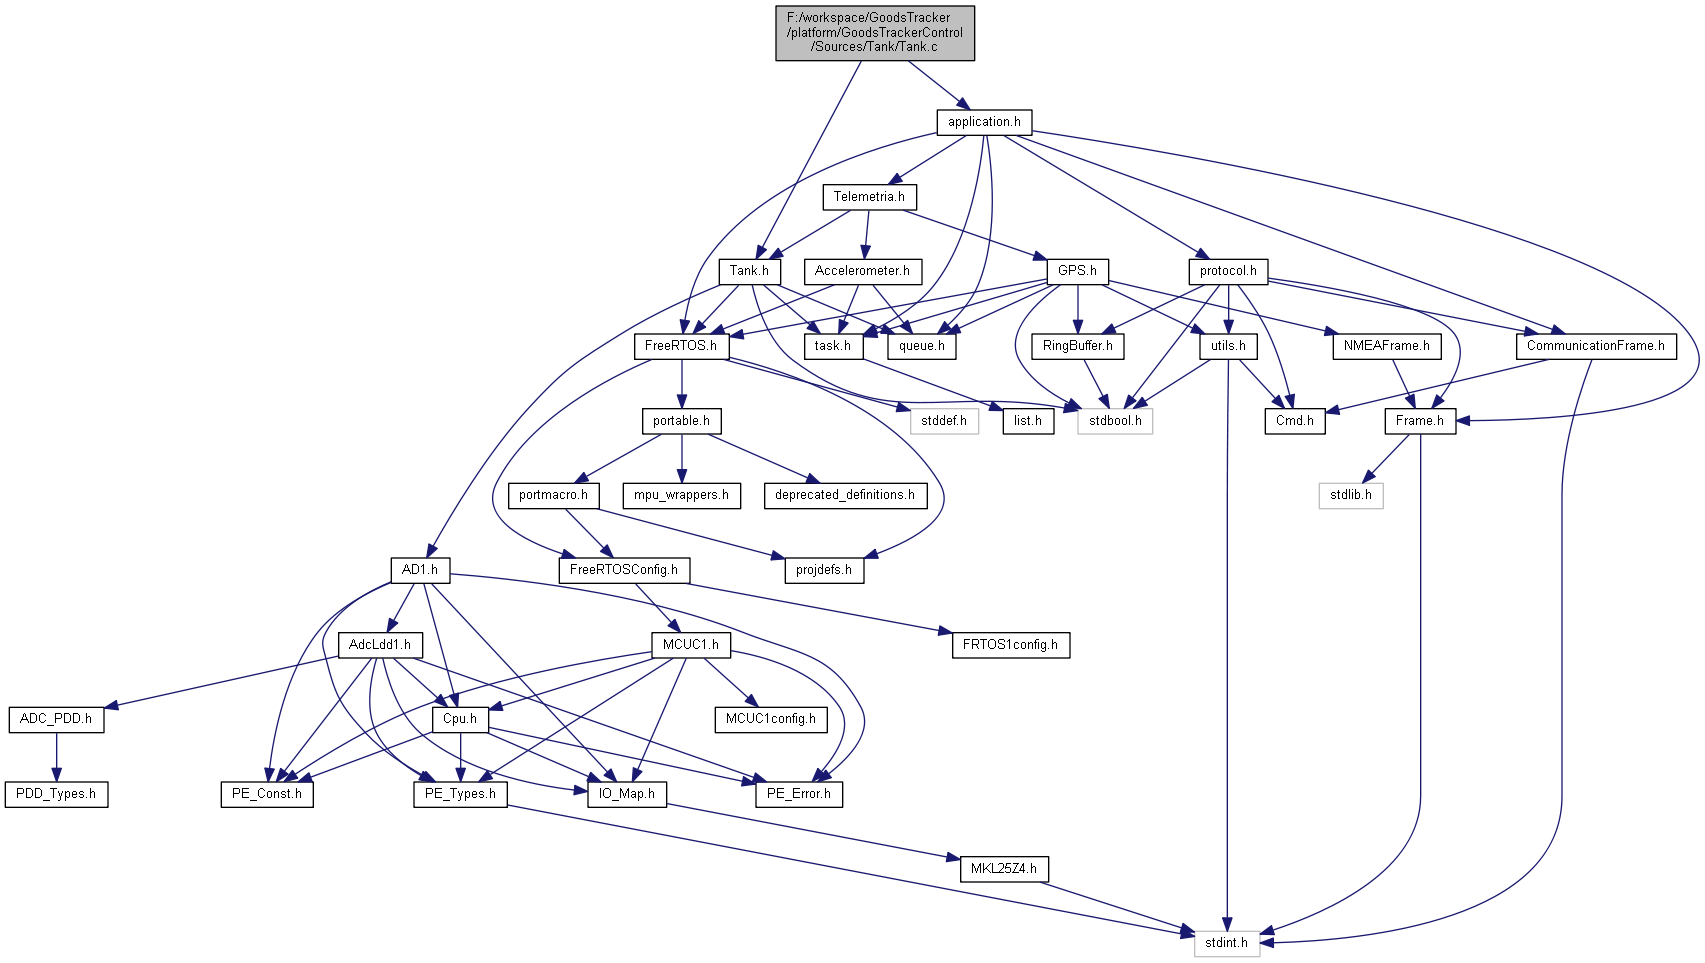 F:/workspace/GoodsTracker
/platform/GoodsTrackerControl
/Sources/Tank/Tank.c
application.h
Telemetria.h
Tank.h
Accelerometer.h
GPS.h
protocol.h
FreeRTOS.h
task.h
queue.h
RingBuffer.h
utils.h
NMEAFrame.h
CommunicationFrame.h
portable.h
stddef.h
list.h
stdbool.h
Cmd.h
Frame.h
portmacro.h
mpu_wrappers.h
deprecated_definitions.h
stdlib.h
AD1.h
FreeRTOSConfig.h
projdefs.h
AdcLdd1.h
MCUC1.h
FRTOS1config.h
ADC_PDD.h
Cpu.h
MCUC1config.h
PDD_Types.h
PE_Const.h
PE_Types.h
IO_Map.h
PE_Error.h
MKL25Z4.h
stdint.h